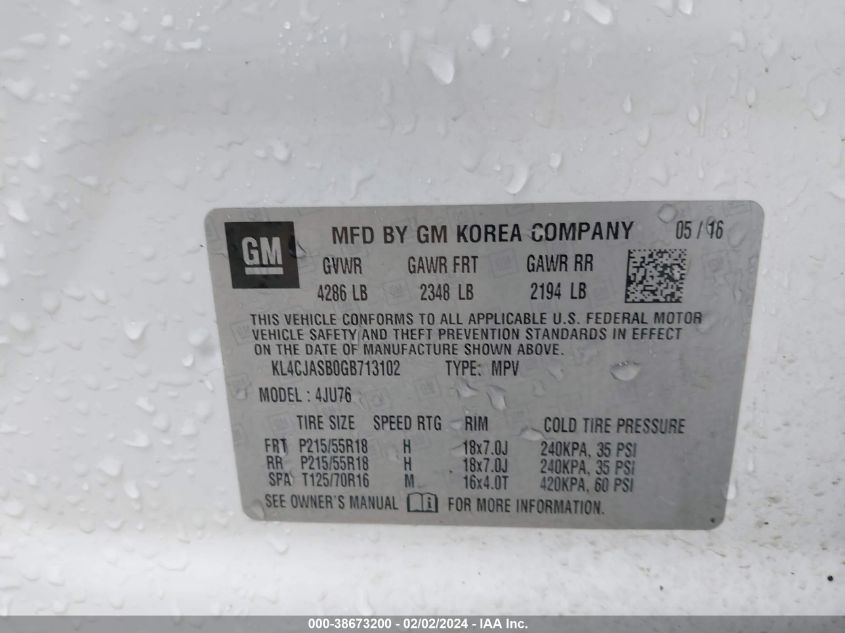 GM
MFD BY GM KOREA COMPANY 05 / 16
GVWR GAWR FRT GAWR RR
4286 LB 2348 LB 2194 LB
THIS VEHICLE CONFORMS TO ALL APPLICABLE U.S. FEDERAL MOTOR
VEHICLE SAFETY AND THEFT PREVENTION STANDARDS IN EFFECT
ON THE DATE OF MANUFACTURE SHOWN ABOVE.
KL4CJASB0GB713102 TYPE: MPV
MODEL : 4JU76
TIRE SIZE SPEED RTG RIM COLD TIRE PRESSURE
FRT P215/55R18 H 18x7.0J 240KPA, 35 PSI
RR P215/55R18 H 18x7.0J 240KPA, 35 PSI
SPA T125/70R16 M 16x4.0T 420KPA, 60 PSI
SEE OWNER'S MANUAL FOR MORE INFORMATION.
000-38673200 - 02/02/2024 - IAAI Inc.